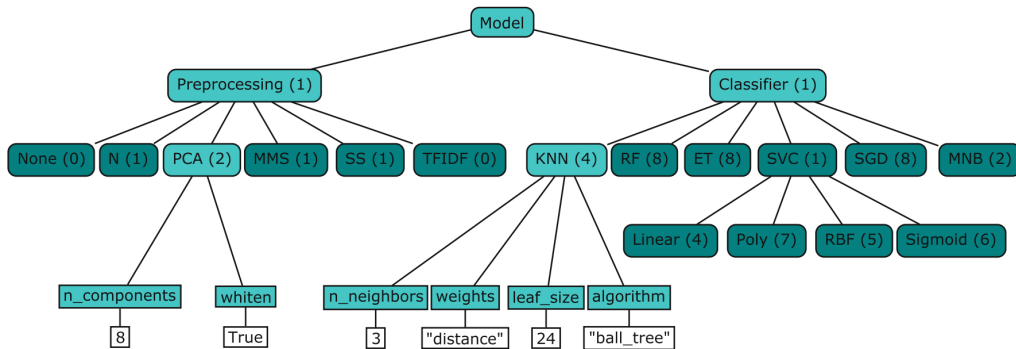 Model
Preprocessing (1) Classifier (1)
None (0) N (1) PCA (2) MMS (1) SS (1) TFIDF (0) KNN (4) RF (8) ET (8) SVC (1) SGD (8) MNB (2)
Linear (4) Poly (7) RBF (5) Sigmoid (6)
n_components whiten n_neighbors weights leaf_size algorithm
8 True 3 "distance" 24 "ball_tree"